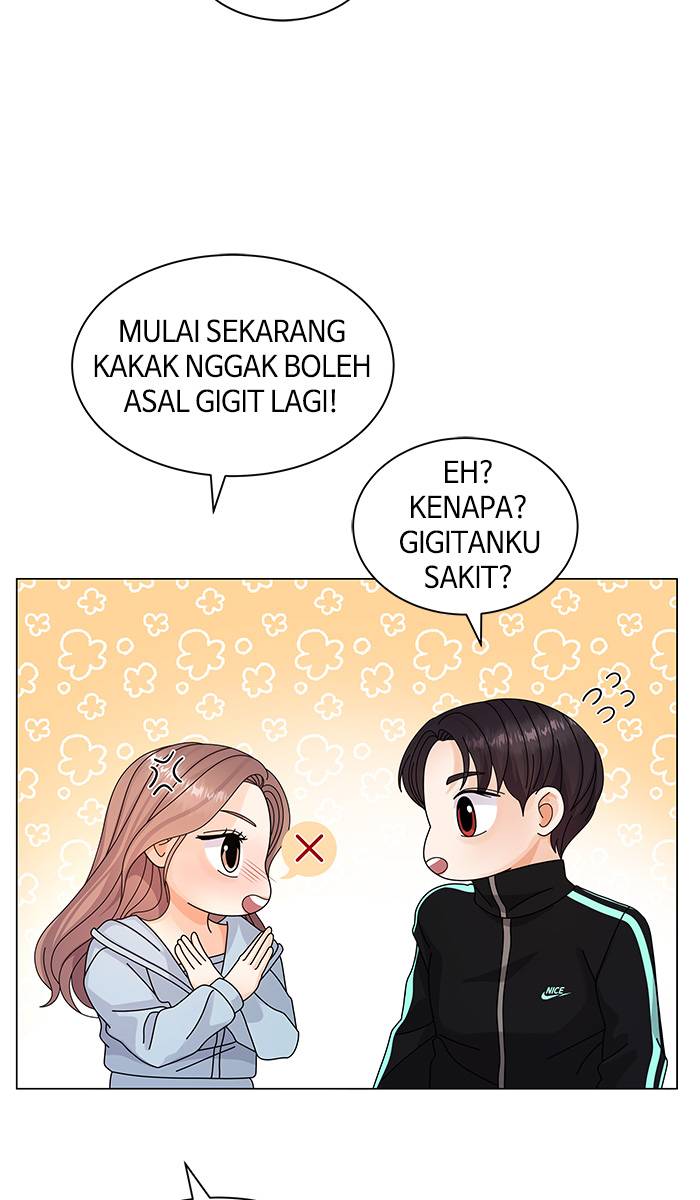 MULAI SEKARANG
KAKAK NGGAK BOLEH
ASAL GIGIT LAGI!
EH?
KENAPA?
GIGITANKU
SAKIT?
NICE